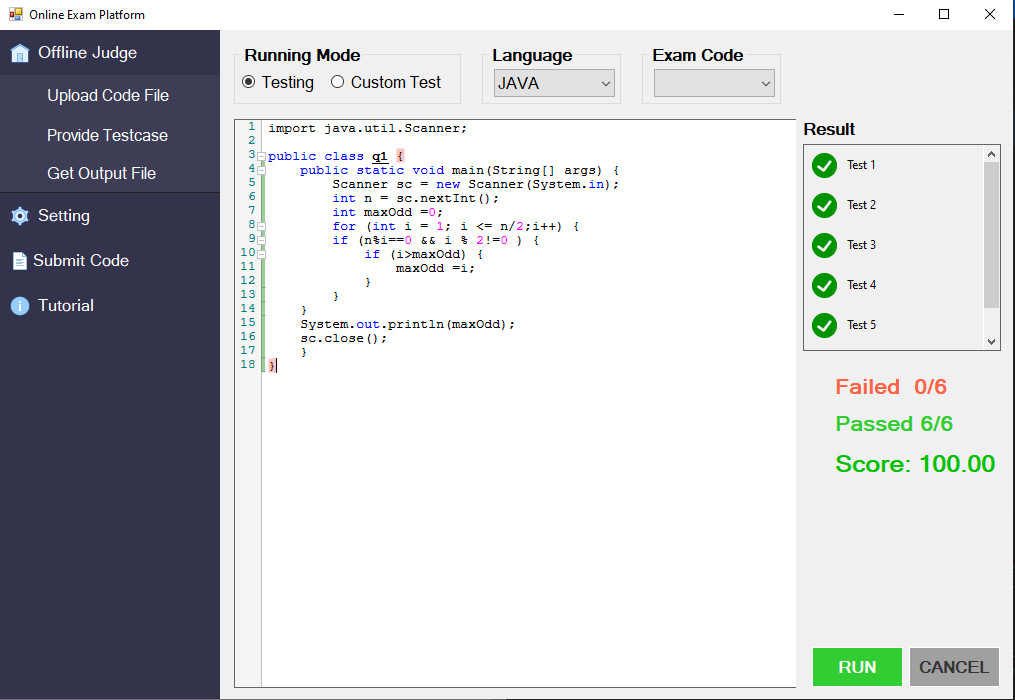 Online Exam Platform
Offline Judge
Upload Code File
Provide Testcase
Get Output File
Setting
Submit Code
Tutorial
Running Mode
Testing
Custom Test
Language
JAVA
Exam Code
1 import java.util.Scanner;
2
3 public class q1 {
4     public static void main(String[] args) {
5         Scanner sc = new Scanner(System.in);
6         int n = sc.nextInt();
7         int maxOdd =0;
8         for (int i = 1; i <= n/2;i++) {
9         if (n%i==0 && i % 2!=0 ) {
10             if (i>maxOdd) {
11                 maxOdd =i;
12             }
13         }
14     }
15     System.out.println(maxOdd);
16     sc.close();
17     }
18 }
Result
Test 1
Test 2
Test 3
Test 4
Test 5
Failed 0/6
Passed 6/6
Score: 100.00
RUN
CANCEL